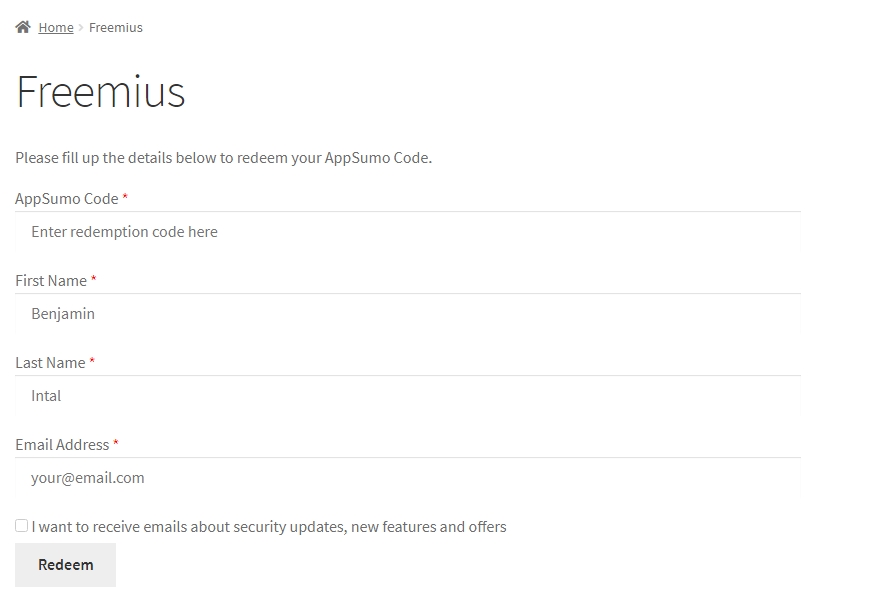 Home › Freemius
Freemius
Please fill up the details below to redeem your AppSumo Code.
AppSumo Code *
Enter redemption code here
First Name *
Benjamin
Last Name *
Intal
Email Address *
your@email.com
I want to receive emails about security updates, new features and offers
Redeem